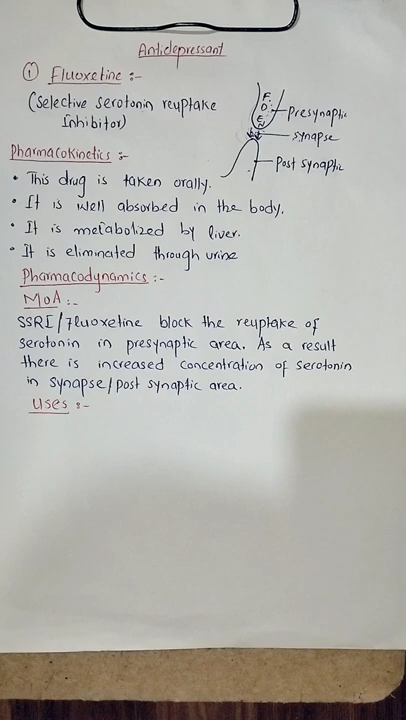 Antidepressant
① Fluoxetine :-
(Selective Serotonin reuptake
Inhibitor)
Presynaptic
Synapse
Post Synaptic
Pharmacokinetics :-
• This drug is taken orally.
• It is well absorbed in the body.
• It is metabolized by liver.
• It is eliminated through urine
Pharmacodynamics :-
MOA :-
SSRI/Fluoxetine block the reuptake of
serotonin in presynaptic area. As a result
there is increased concentration of serotonin
in synapse/post synaptic area.
uses :-